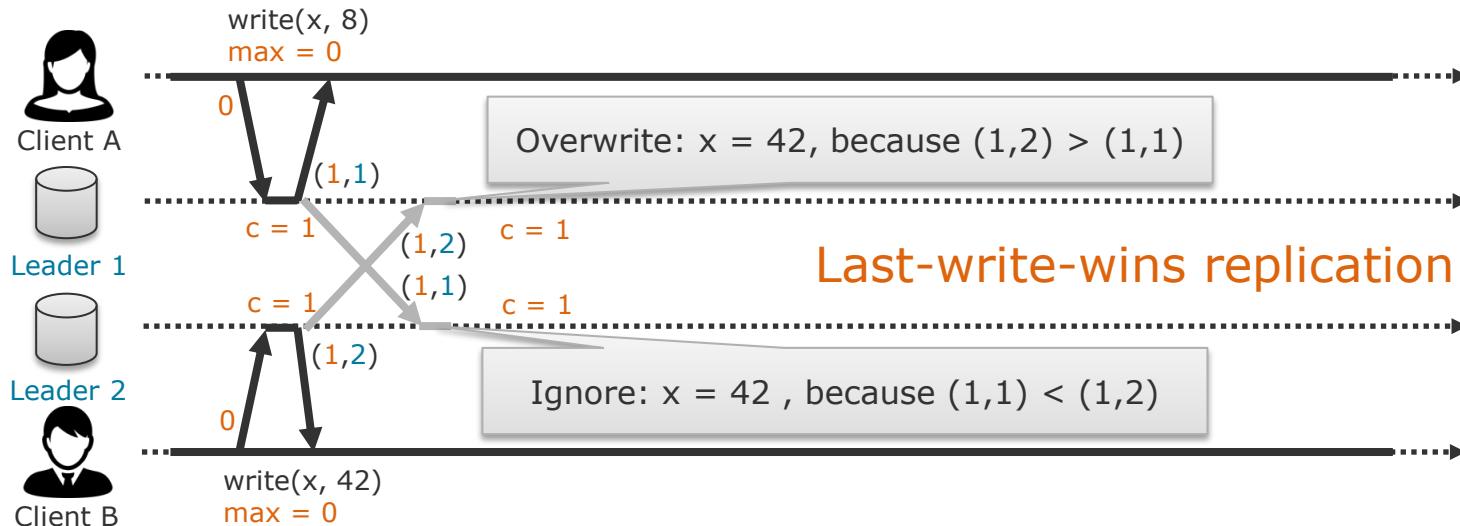 write(x, 8)
max = 0
0
Client A
Overwrite: x = 42, because (1,2) > (1,1)
(1,1)
Leader 1
c = 1
(1,2)
c = 1
Last-write-wins replication
(1,1)
c = 1
c = 1
Leader 2
(1,2)
Ignore: x = 42 , because (1,1) < (1,2)
0
write(x, 42)
Client B
max = 0